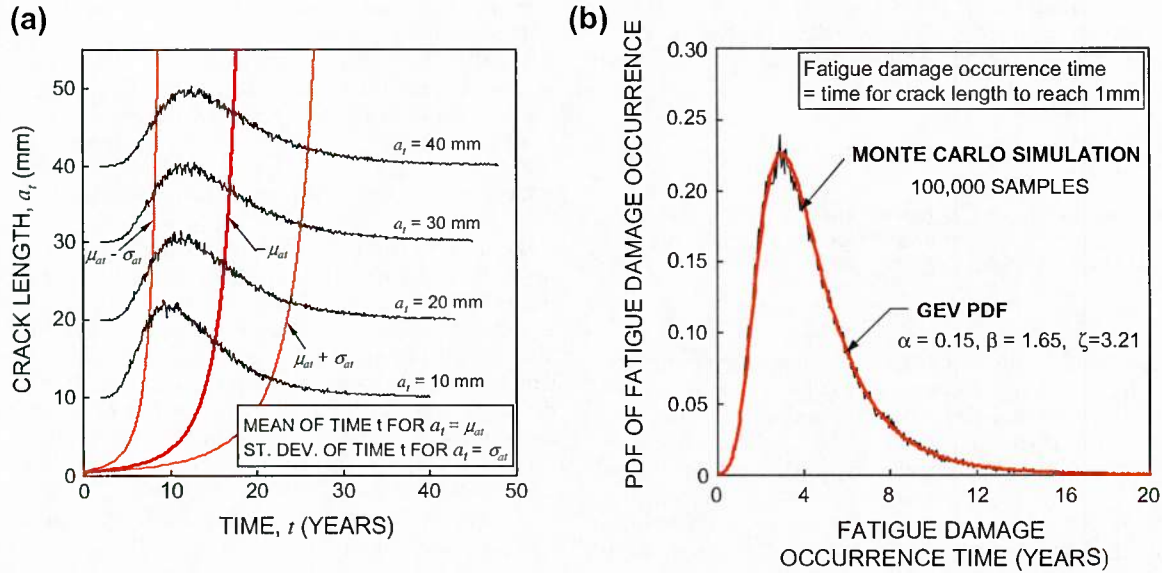 (a)
CRACK LENGTH, a_t (mm)
50
40
30
20
10
0
a_t = 40 mm
a_t = 30 mm
μ_at - σ_at
μ_at
a_t = 20 mm
μ_at + σ_at
a_t = 10 mm
MEAN OF TIME t FOR a_t = μ_at
ST. DEV. OF TIME t FOR a_t = σ_at
0 10 20 30 40 50
TIME, t (YEARS)
(b)
PDF OF FATIGUE DAMAGE OCCURRENCE
0.30
0.25
0.20
0.15
0.10
0.05
0
Fatigue damage occurrence time
= time for crack length to reach 1mm
MONTE CARLO SIMULATION
100,000 SAMPLES
GEV PDF
α = 0.15, β = 1.65, ζ=3.21
0 4 8 12 16 20
FATIGUE DAMAGE
OCCURRENCE TIME (YEARS)